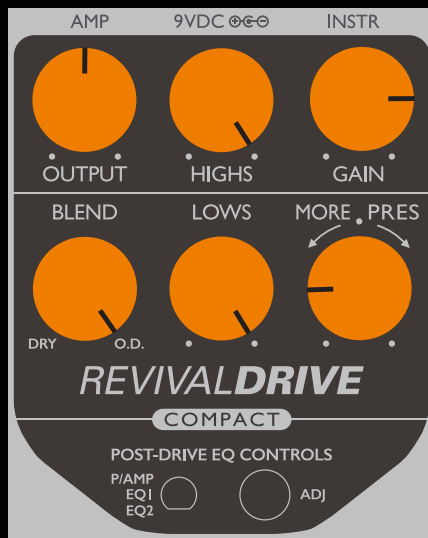 AMP 9VDC INSTR
OUTPUT HIGHS GAIN
BLEND LOWS MORE PRES
DRY O.D.
REVIVALDRIVE
COMPACT
POST-DRIVE EQ CONTROLS
P/AMP
EQ1 ADJ
EQ2